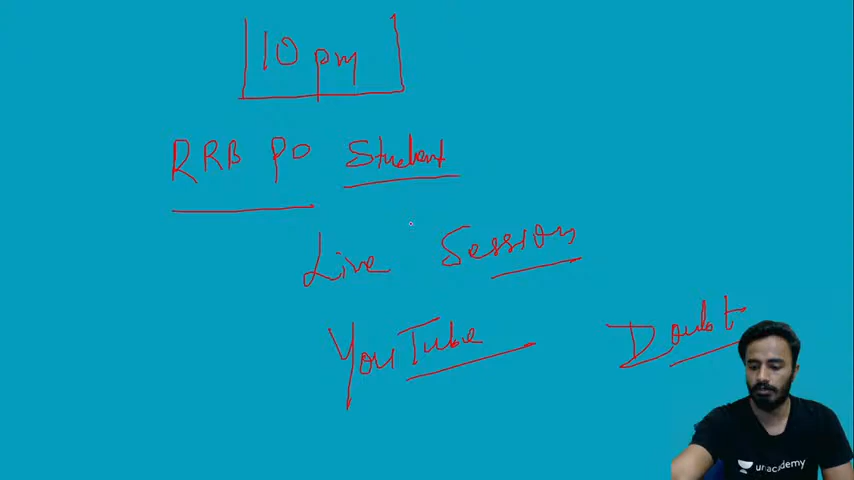 10 pm
RRB PO Student
Live Session
YouTube Doubt
unacademy